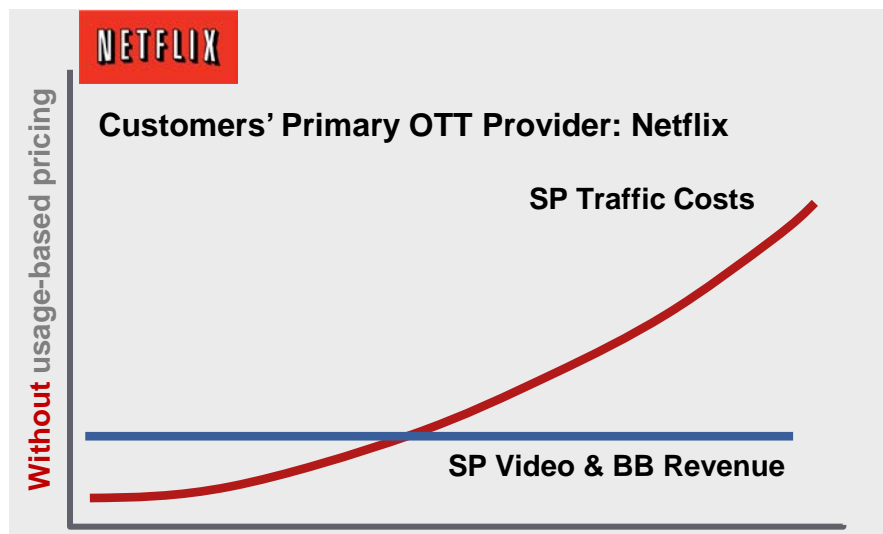 NETFLIX
Customers’ Primary OTT Provider: Netflix
SP Traffic Costs
SP Video & BB Revenue
Without usage-based pricing